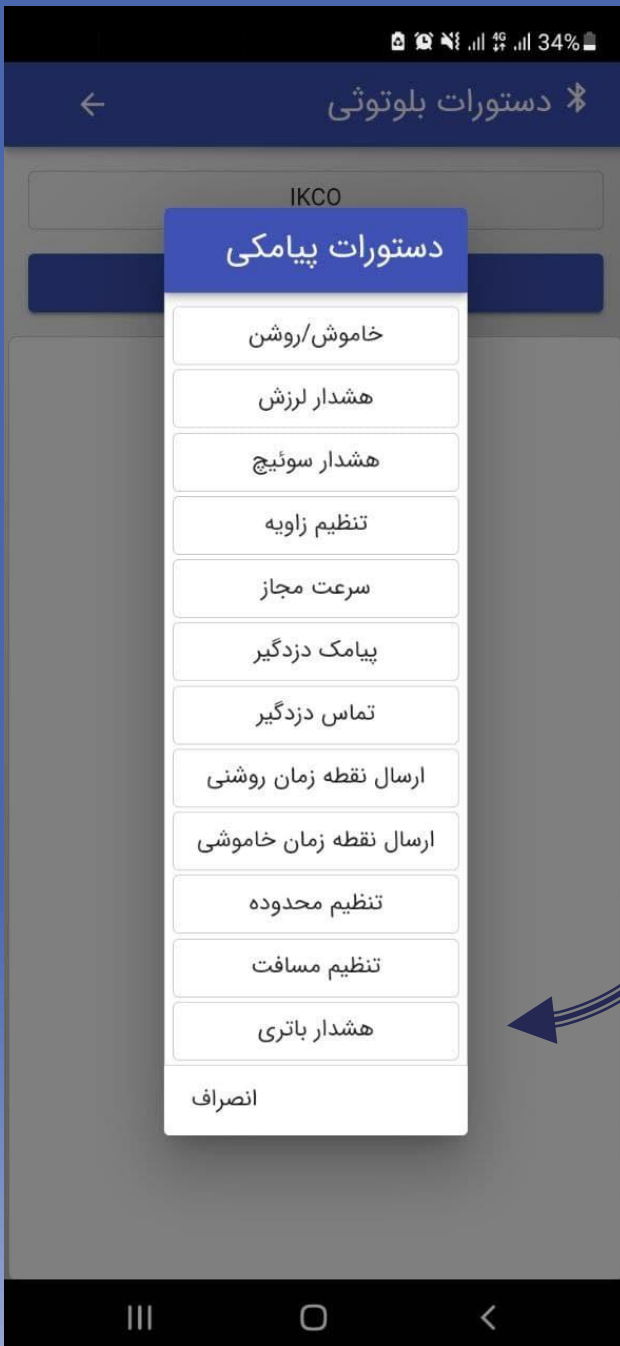 4G 34%
دستورات بلوتوثی
IKCO
دستورات پیامکی
خاموش/روشن
هشدار لرزش
هشدار سوئیچ
تنظیم زاویه
سرعت مجاز
پیامک دزدگیر
تماس دزدگیر
ارسال نقطه زمان روشنی
ارسال نقطه زمان خاموشی
تنظیم محدوده
تنظیم مسافت
هشدار باتری
انصراف